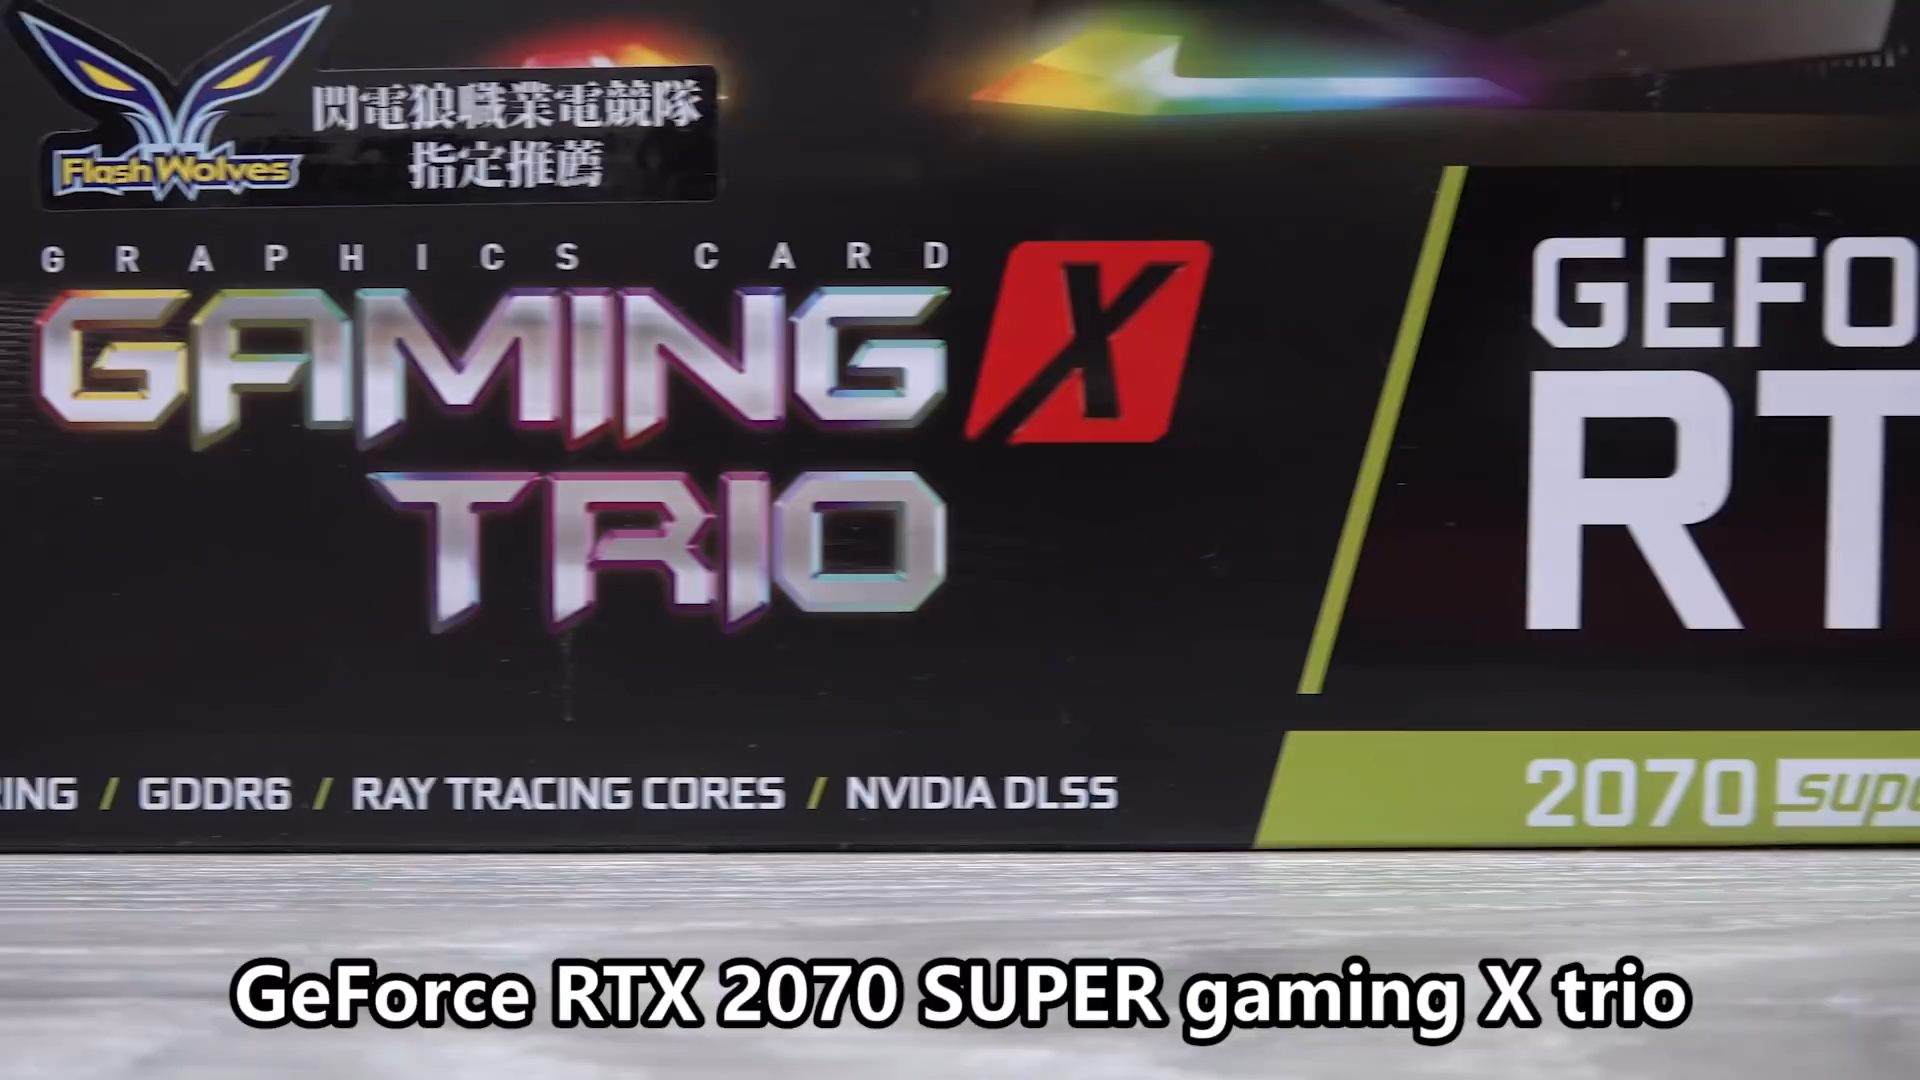 Flash Wolves
閃電狼職業電競隊
指定推薦
GRAPHICS CARD
GAMING X
TRIO
GEFO
RT
2070 SUPE
RING / GDDR6 / RAY TRACING CORES / NVIDIA DLSS
GeForce RTX 2070 SUPER gaming X trio